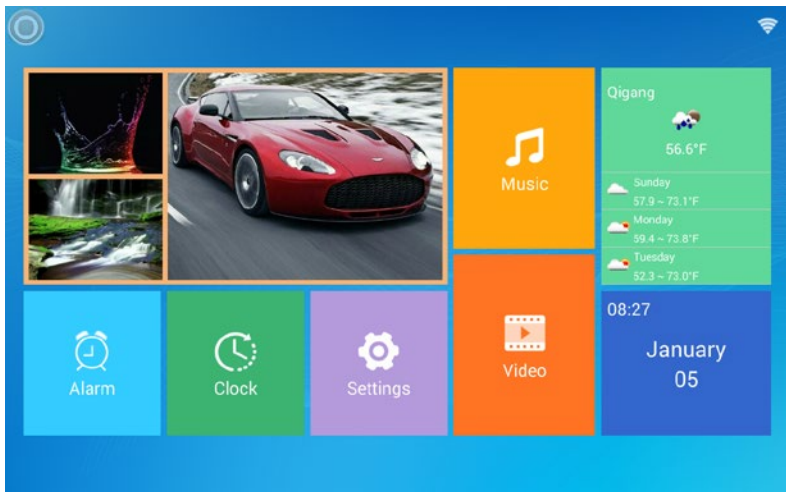 Music
Qigang
56.6°F
Sunday
57.9 ~ 73.1°F
Monday
59.4 ~ 73.8°F
Tuesday
52.3 ~ 73.0°F
Alarm
Clock
Settings
Video
08:27
January
05